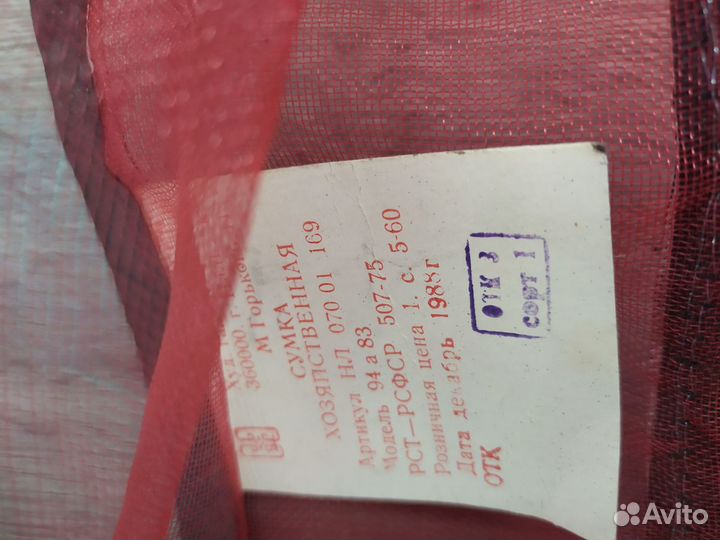 360000. г.
М Горько
СУМКА
ХОЗЯЙСТВЕННАЯ
Артикул НЛ 070 01 169
Модель 94 а 83
РСТ—РСФСР 507-75
Розничная цена 1. с. 5-60
Дата декабрь 1988г
ОТК
ОТК 3
сорт 1
Avito